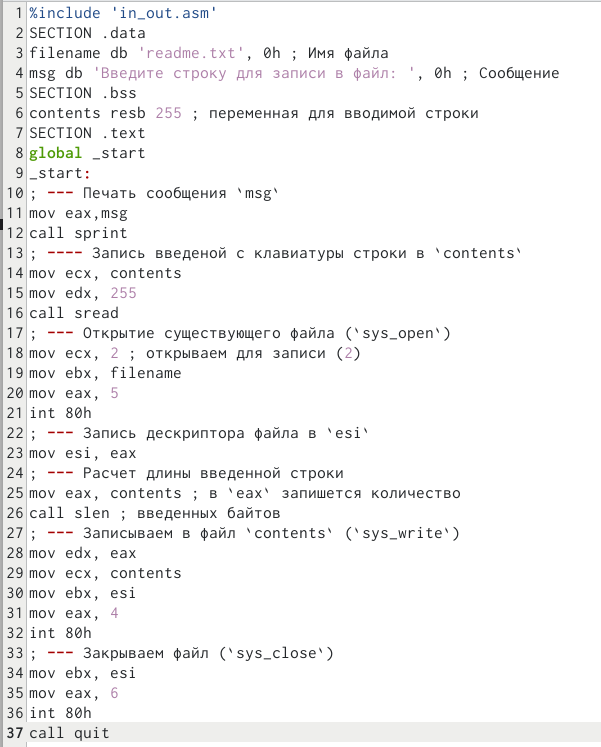 1 %include 'in_out.asm'
2 SECTION .data
3 filename db 'readme.txt', 0h ; Имя файла
4 msg db 'Введите строку для записи в файл: ', 0h ; Сообщение
5 SECTION .bss
6 contents resb 255 ; переменная для вводимой строки
7 SECTION .text
8 global _start
9 _start:
10 ; --- Печать сообщения `msg`
11 mov eax,msg
12 call sprint
13 ; ---- Запись введеной с клавиатуры строки в `contents`
14 mov ecx, contents
15 mov edx, 255
16 call sread
17 ; --- Открытие существующего файла (`sys_open`)
18 mov ecx, 2 ; открываем для записи (2)
19 mov ebx, filename
20 mov eax, 5
21 int 80h
22 ; --- Запись дескриптора файла в `esi`
23 mov esi, eax
24 ; --- Расчет длины введенной строки
25 mov eax, contents ; в `eax` запишется количество
26 call slen ; введенных байтов
27 ; --- Записываем в файл `contents` (`sys_write`)
28 mov edx, eax
29 mov ecx, contents
30 mov ebx, esi
31 mov eax, 4
32 int 80h
33 ; --- Закрываем файл (`sys_close`)
34 mov ebx, esi
35 mov eax, 6
36 int 80h
37 call quit